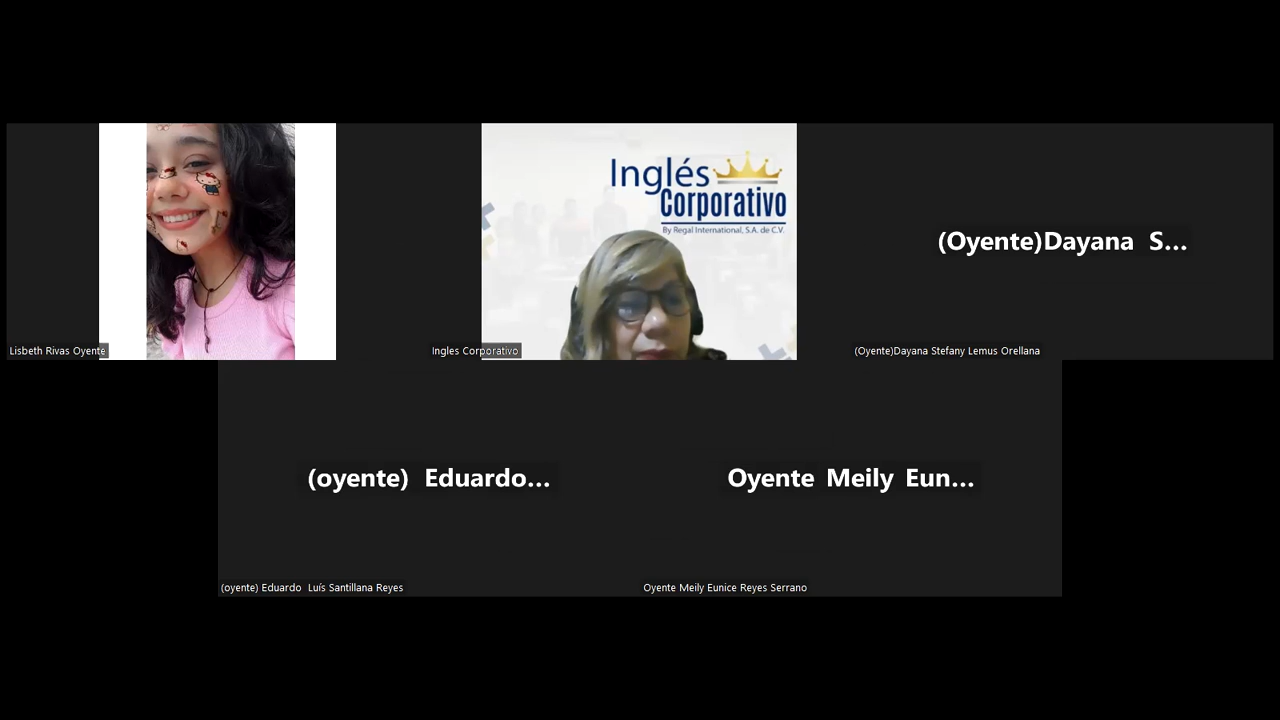 Inglés
Corporativo
By Regal International, S.A. de C.V.
(Oyente)Dayana S...
Lisbeth Rivas Oyente
Ingles Corporativo
(Oyente)Dayana Stefany Lemus Orellana
(oyente) Eduardo...
Oyente Meily Eun...
(oyente) Eduardo Luís Santillana Reyes
Oyente Meily Eunice Reyes Serrano